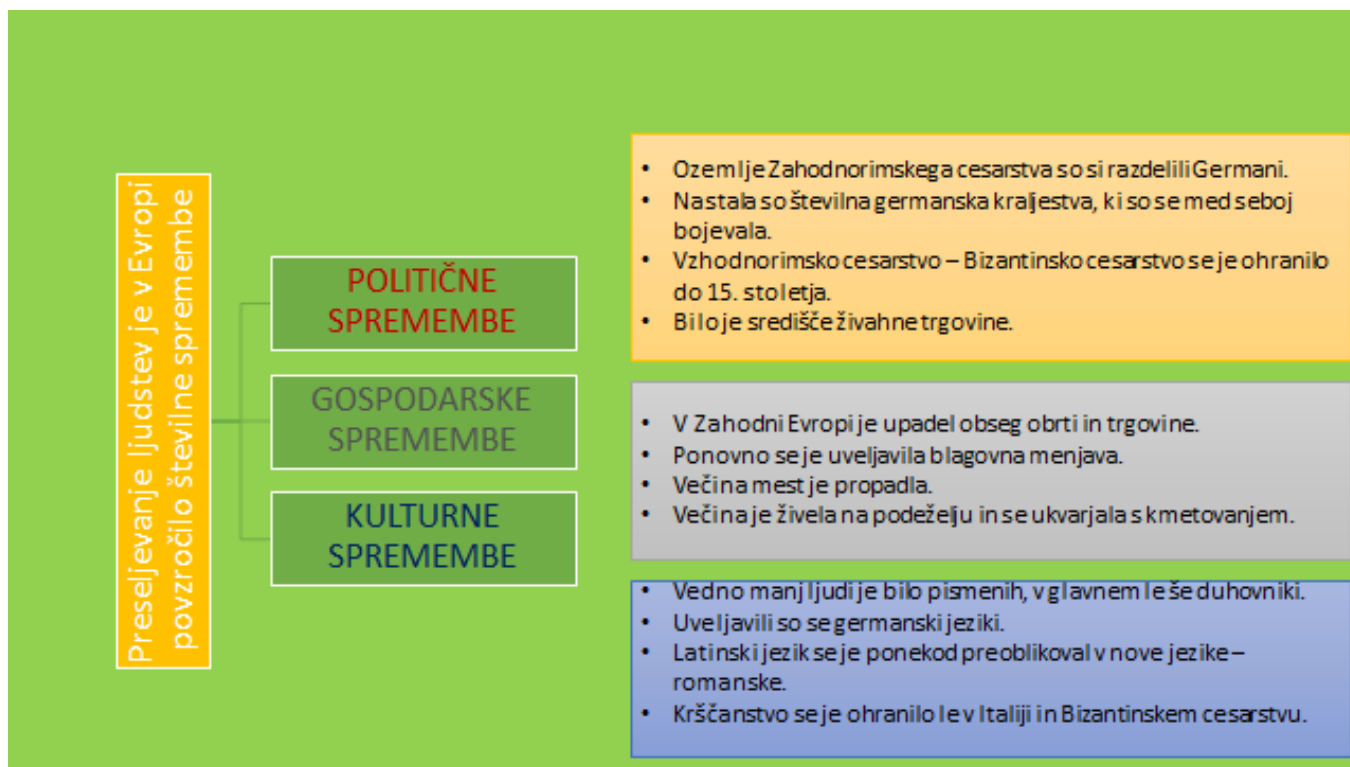 Preseljevanje ljudstev je v Evropi
povzročilo številne spremembe
POLITIČNE
SPREMEMBE
• Ozemlje Zahodnorimskega cesarstva so si razdelili Germani.
• Nastala so številna germanska kraljestva, ki so se med seboj
bojevala.
• Vzhodnorimsko cesarstvo – Bizantinsko cesarstvo se je ohranilo
do 15. stoletja.
• Bilo je središče živahne trgovine.
GOSPODARSKE
SPREMEMBE
• V Zahodni Evropi je upadel obseg obrti in trgovine.
• Ponovno se je uveljavila blagovna menjava.
• Večina mest je propadla.
• Večina je živela na podeželju in se ukvarjala s kmetovanjem.
KULTURNE
SPREMEMBE
• Vedno manj ljudi je bilo pismenih, v glavnem le še duhovniki.
• Uveljavili so se germanski jeziki.
• Latinski jezik se je ponekod preoblikoval v nove jezike –
romanske.
• Krščanstvo se je ohranilo le v Italiji in Bizantinskem cesarstvu.